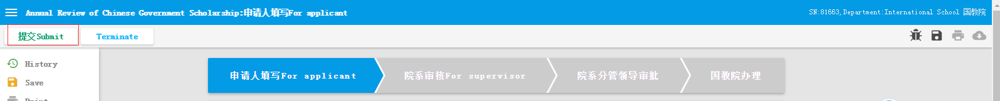 Annual Review of Chinese Government Scholarship:申请人填写For applicant
SN:81663,Department:International School 国教院
提交Submit
Terminate
History
Save
Print
申请人填写For applicant
院系审核For supervisor
院系分管领导审批
国教院办理